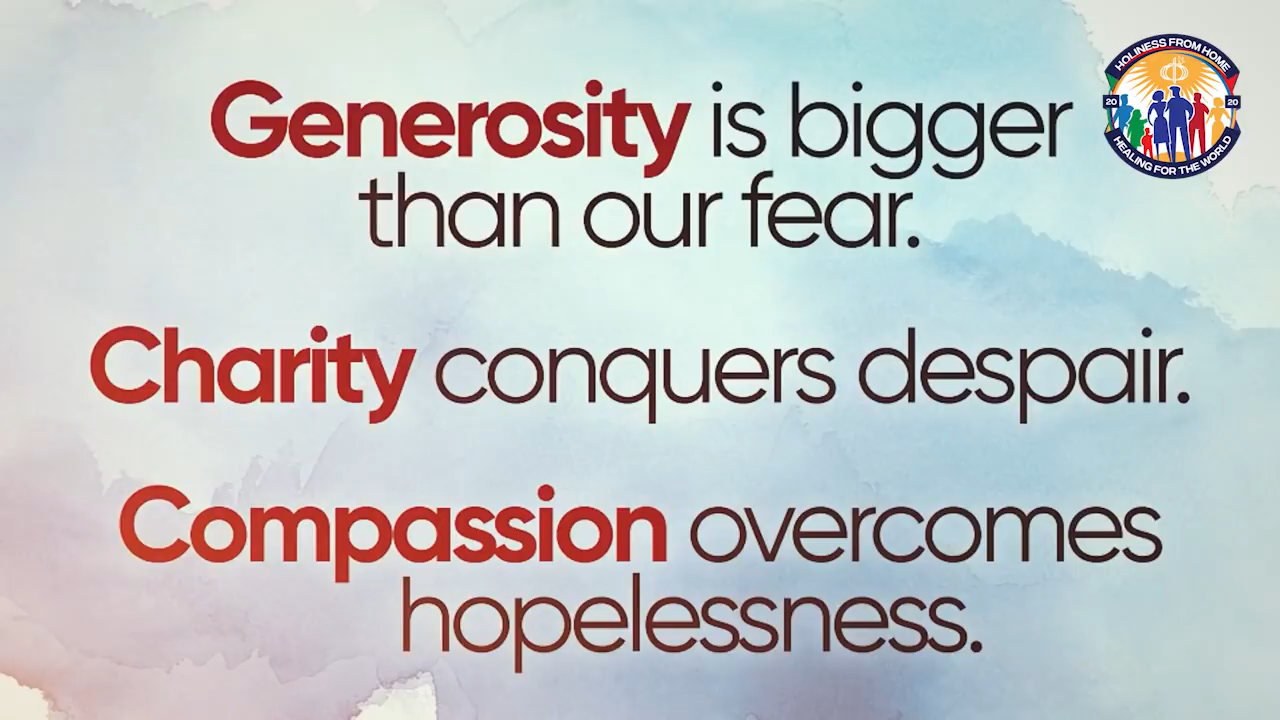 Generosity is bigger
than our fear.
Charity conquers despair.
Compassion overcomes
hopelessness.
HOLINESS FROM HOME
20 20
HEALING FOR THE WORLD